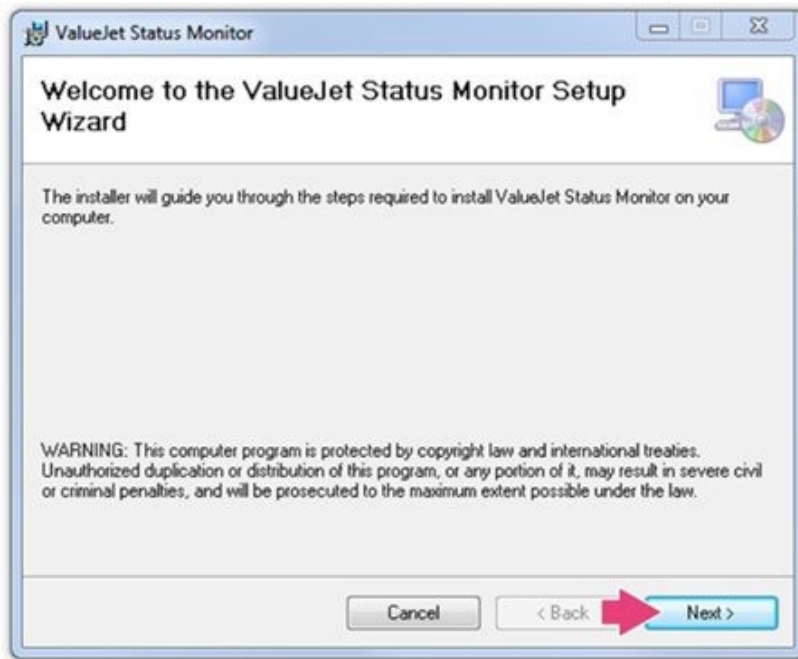 ValueJet Status Monitor
Welcome to the ValueJet Status Monitor Setup
Wizard
The installer will guide you through the steps required to install ValueJet Status Monitor on your
computer.
WARNING: This computer program is protected by copyright law and international treaties.
Unauthorized duplication or distribution of this program, or any portion of it, may result in severe civil
or criminal penalties, and will be prosecuted to the maximum extent possible under the law.
Cancel < Back Next >